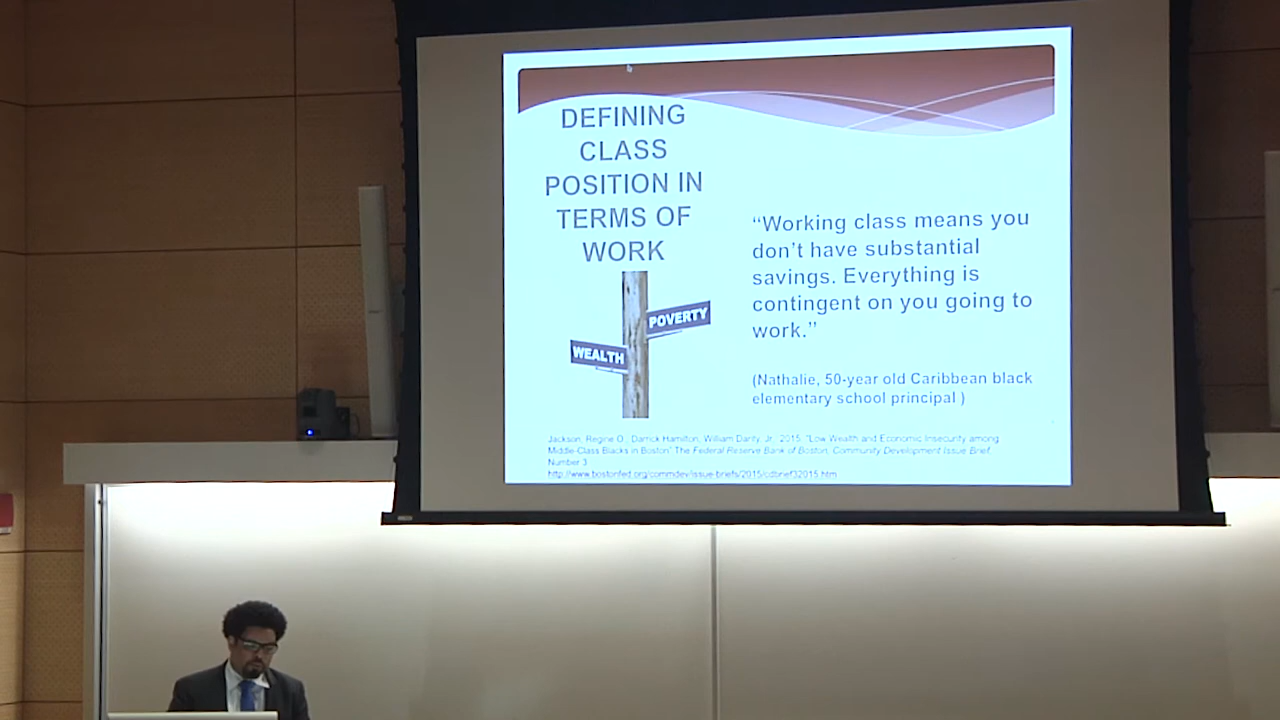 DEFINING
CLASS
POSITION IN
TERMS OF
WORK
POVERTY
WEALTH
“Working class means you
don’t have substantial
savings. Everything is
contingent on you going to
work.”
(Nathalie, 50-year old Caribbean black
elementary school principal )
Jackson, Regine O., Darrick Hamilton, William Darity, Jr. 2015. “Low Wealth and Economic Insecurity among
Middle-Class Blacks in Boston” The Federal Reserve Bank of Boston, Community Development Issue Brief,
Number 3.
http://www.bostonfed.org/commdev/issue-briefs/2015/cdbrief32015.htm